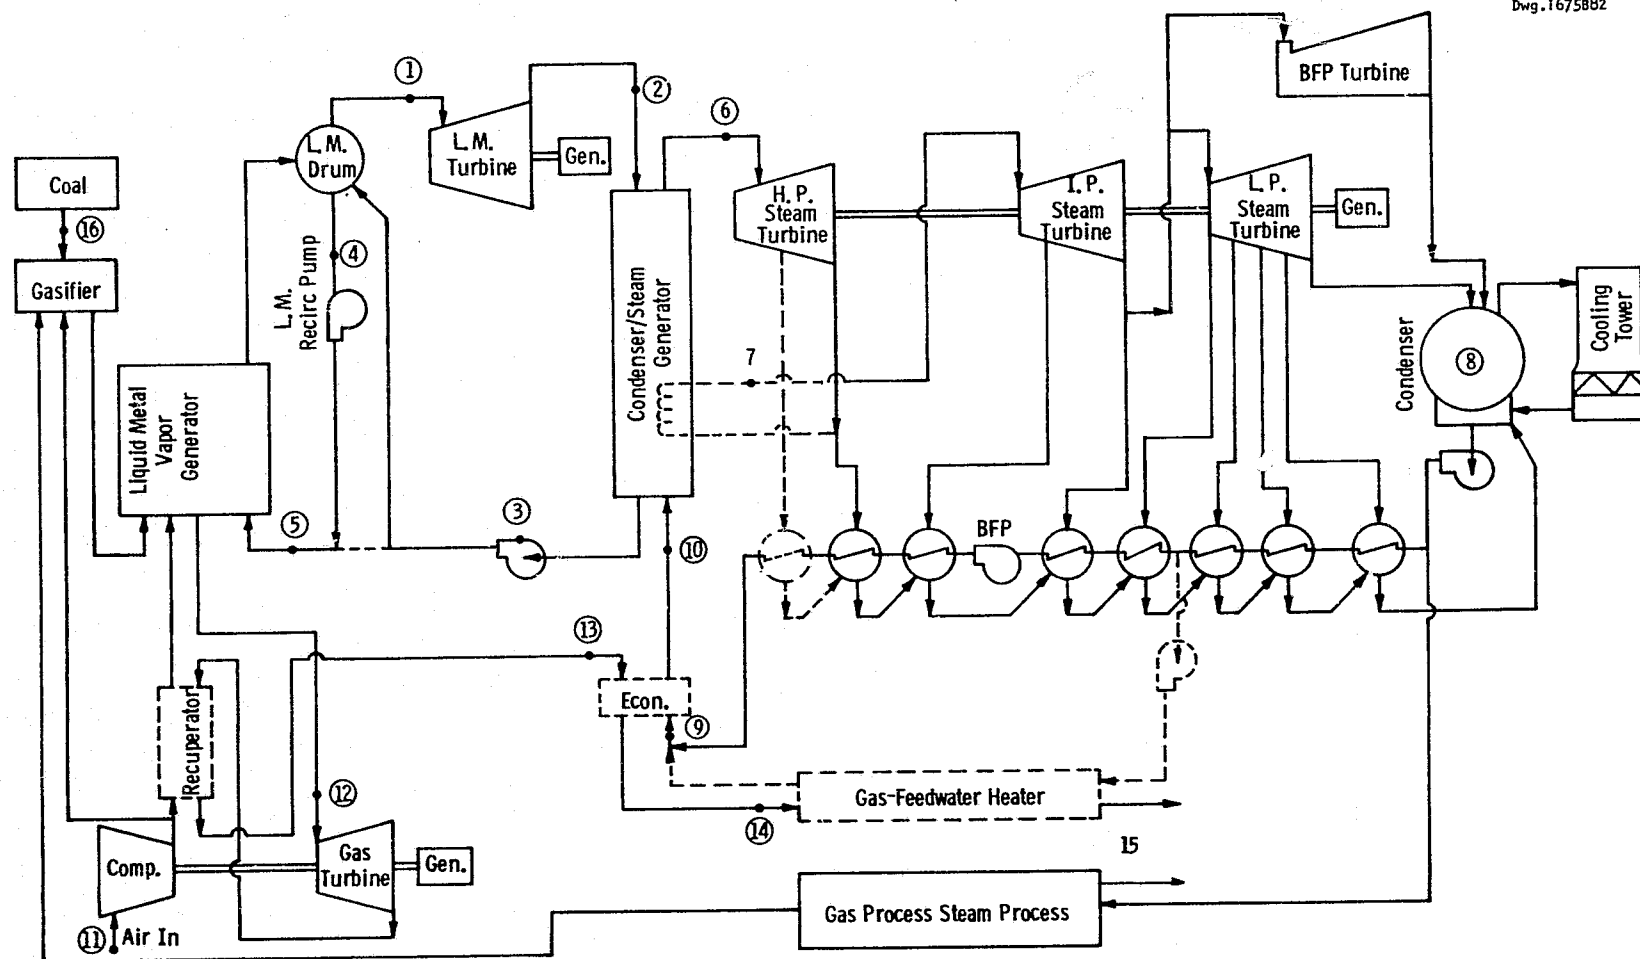 Dwg.1675B82
BFP Turbine
①
②
⑥
L.M.
Drum
L.M.
Turbine
Gen.
Coal
⑯
Gasifier
④
L.M.
Recirc Pump
Condenser/Steam
Generator
H.P.
Steam
Turbine
I.P.
Steam
Turbine
L.P.
Steam
Turbine
Gen.
Cooling
Tower
Condenser
⑧
7
Liquid Metal
Vapor
Generator
⑤
③
⑩
BFP
⑬
Econ.
⑨
Recuperator
⑫
Gas-Feedwater Heater
⑭
15
Comp.
Gas
Turbine
Gen.
Gas Process Steam Process
⑪ Air In